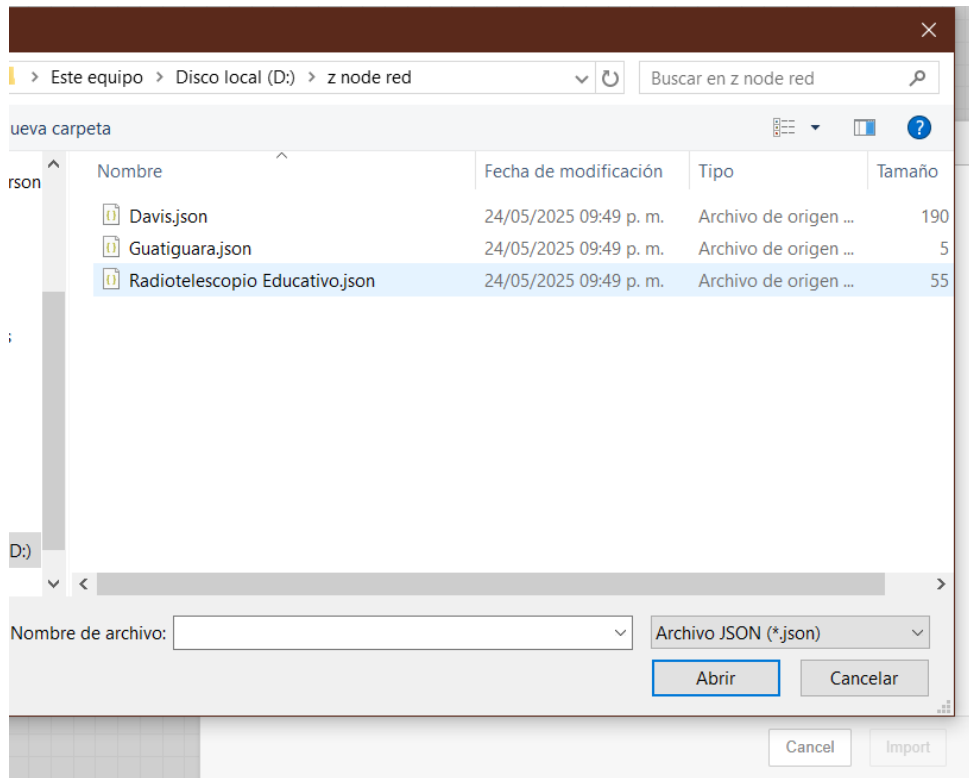 Este equipo > Disco local (D:) > z node red
Buscar en z node red
ueva carpeta
Nombre Fecha de modificación Tipo Tamaño
rson
Davis.json 24/05/2025 09:49 p. m. Archivo de origen ... 190
Guatiguara.json 24/05/2025 09:49 p. m. Archivo de origen ... 5
Radiotelescopio Educativo.json 24/05/2025 09:49 p. m. Archivo de origen ... 55
s
D:)
Nombre de archivo: Archivo JSON (*.json)
Abrir Cancelar
Cancel Import